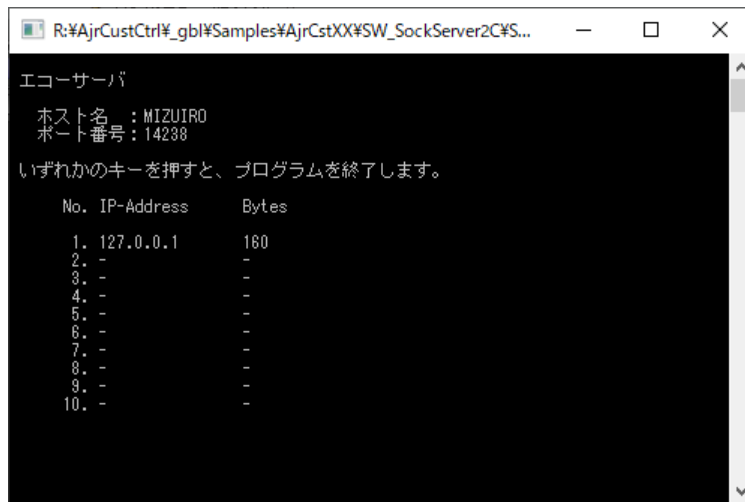 R:¥AjrCustCtrl¥_gbl¥Samples¥AjrCstXX¥SW_SockServer2C¥S...
エコーサーバ
ホスト名 :MIZUIRO
ポート番号:14238
いずれかのキーを押すと、プログラムを終了します。
No. IP-Address Bytes
1. 127.0.0.1 160
2. - -
3. - -
4. - -
5. - -
6. - -
7. - -
8. - -
9. - -
10. - -